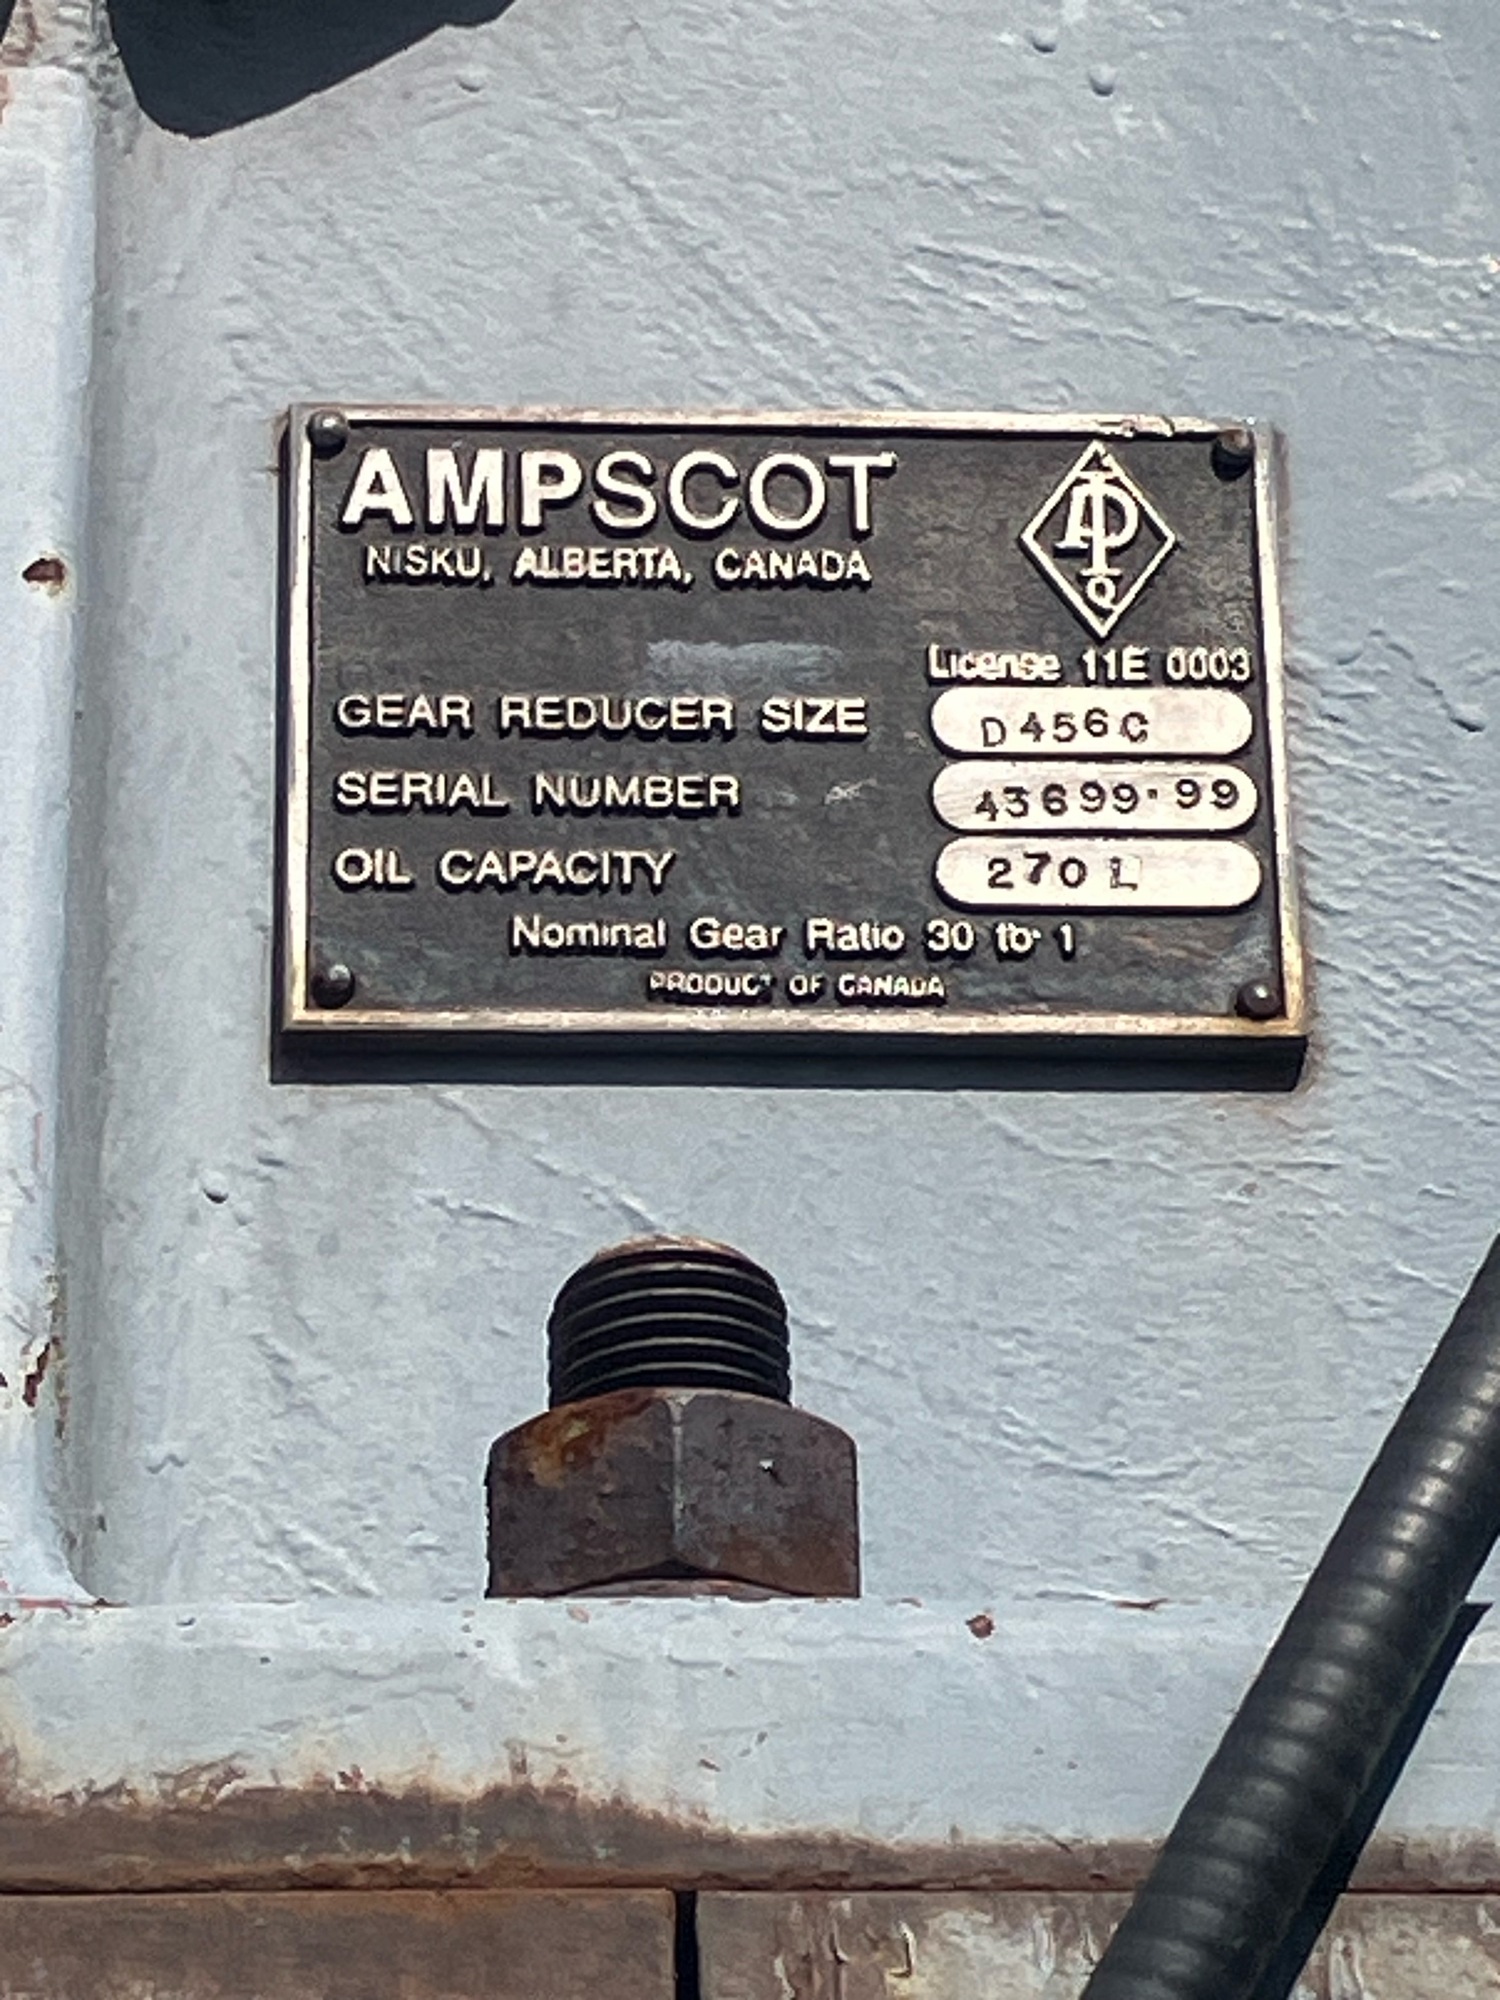 AMPSCOT
NISKU, ALBERTA, CANADA
API
Q
License 11E 0003
GEAR REDUCER SIZE D456C
SERIAL NUMBER 43699·99
OIL CAPACITY 270 L
Nominal Gear Ratio 30 to 1
PRODUCT OF CANADA